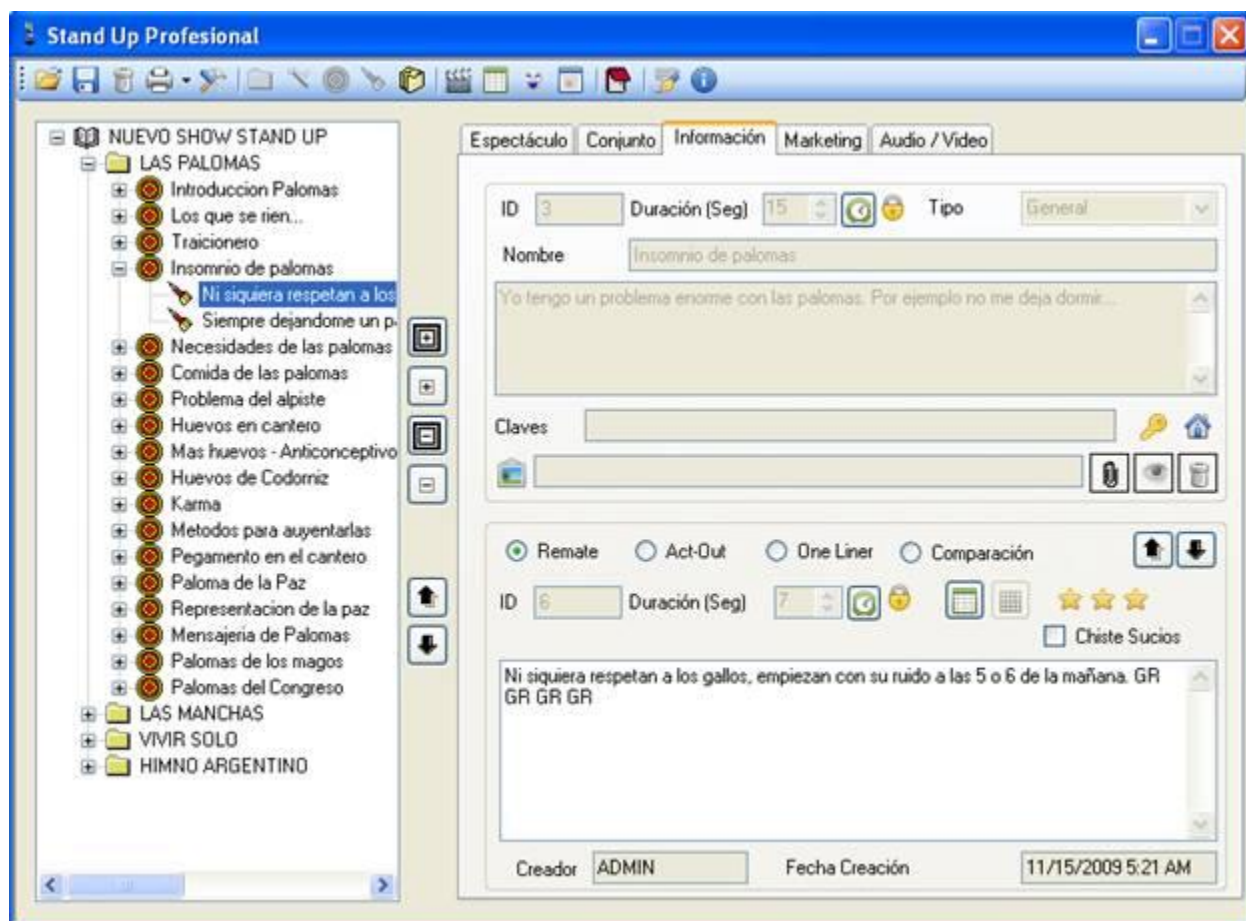 Stand Up Profesional
NUEVO SHOW STAND UP
LAS PALOMAS
Introduccion Palomas
Los que se rien...
Traicionero
Insomnio de palomas
Ni siquiera respetan a los
Siempre dejandome un p
Necesidades de las palomas
Comida de las palomas
Problema del alpiste
Huevos en cantero
Mas huevos - Anticonceptivo
Huevos de Codorniz
Karma
Metodos para auyentarlas
Pegamento en el cantero
Paloma de la Paz
Representacion de la paz
Mensajeria de Palomas
Palomas de los magos
Palomas del Congreso
LAS MANCHAS
VIVIR SOLO
HIMNO ARGENTINO
Espectáculo Conjunto Información Marketing Audio / Video
ID 3 Duración (Seg) 15 Tipo General
Nombre Insomnio de palomas
Yo tengo un problema enorme con las palomas. Por ejemplo no me deja dormir...
Claves
Remate Act-Out One Liner Comparación
ID 6 Duración (Seg) 7
Chiste Sucios
Ni siquiera respetan a los gallos, empiezan con su ruido a las 5 o 6 de la mañana. GR
GR GR GR
Creador ADMIN Fecha Creación 11/15/2009 5:21 AM